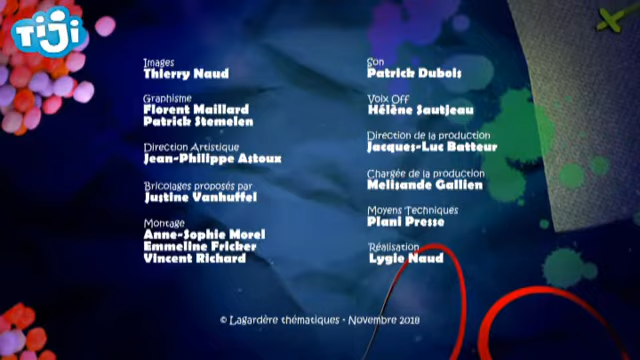 TiJi
Images
Thierry Naud
Graphisme
Florent Maillard
Patrick Stemelen
Direction Artistique
Jean-Philippe Astoux
Bricolages proposés par
Justine Vanhuffel
Montage
Anne-Sophie Morel
Emmeline Fricker
Vincent Richard
Son
Patrick Dubois
Voix Off
Hélène Sautjeau
Direction de la production
Jacques-Luc Batteur
Chargée de la production
Melisande Gallien
Moyens Techniques
Plani Presse
Réalisation
Lygie Naud
© Lagardère thématiques - Novembre 2018